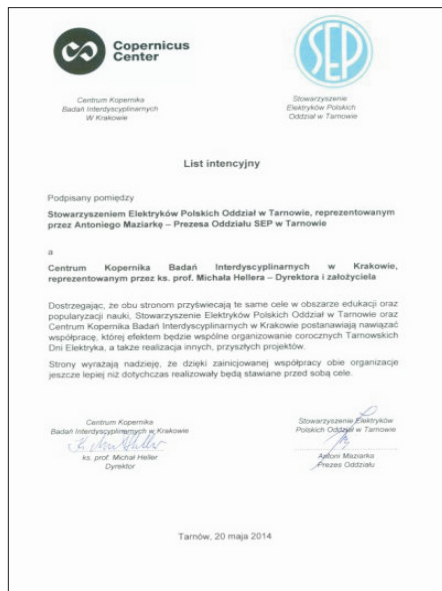 Copernicus
Center
SEP
Centrum Kopernika
Badań Interdyscyplinarnych
W Krakowie
Stowarzyszenie
Elektryków Polskich
Oddział w Tarnowie
List intencyjny
Podpisany pomiędzy
Stowarzyszeniem Elektryków Polskich Oddział w Tarnowie, reprezentowanym
przez Antoniego Maziarkę – Prezesa Oddziału SEP w Tarnowie
a
Centrum Kopernika Badań Interdyscyplinarnych w Krakowie,
reprezentowanym przez ks. prof. Michała Hellera – Dyrektora i założyciela
Dostrzegając, że obu stronom przyświecają te same cele w obszarze edukacji oraz
popularyzacji nauki, Stowarzyszenie Elektryków Polskich Oddział w Tarnowie oraz
Centrum Kopernika Badań Interdyscyplinarnych w Krakowie postanawiają nawiązać
współpracę, której efektem będzie wspólne organizowanie corocznych Tarnowskich
Dni Elektryka, a także realizacja innych, przyszłych projektów.
Strony wyrażają nadzieję, że dzięki zainicjowanej współpracy obie organizacje
jeszcze lepiej niż dotychczas realizowały będą stawiane przed sobą cele.
Centrum Kopernika
Badań Interdyscyplinarnych w Krakowie
ks. prof. Michał Heller
Dyrektor
Stowarzyszenie Elektryków
Polskich Oddział w Tarnowie
Antoni Maziarka
Prezes Oddziału
Tarnów, 20 maja 2014